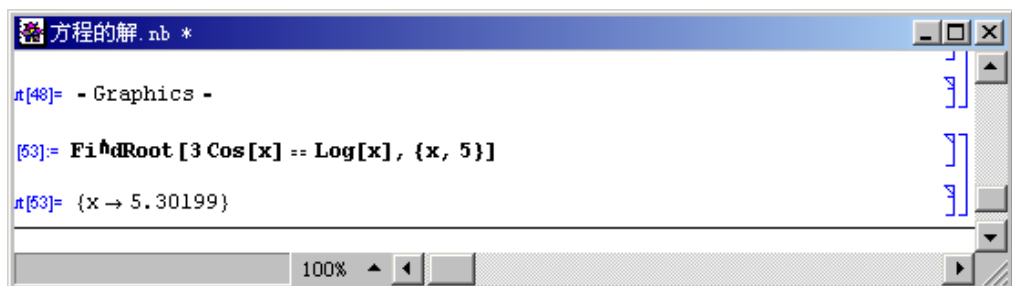 方程的解.nb *
ut[48]= - Graphics -
[53]:= FindRoot[3 Cos[x] == Log[x], {x, 5}]
ut[53]= {x → 5.30199}
100%